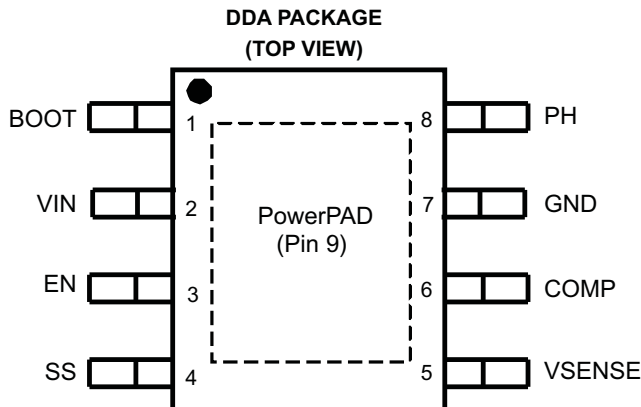 DDA PACKAGE
(TOP VIEW)
BOOT 1 8 PH
VIN 2 7 GND
PowerPAD
(Pin 9)
EN 3 6 COMP
SS 4 5 VSENSE